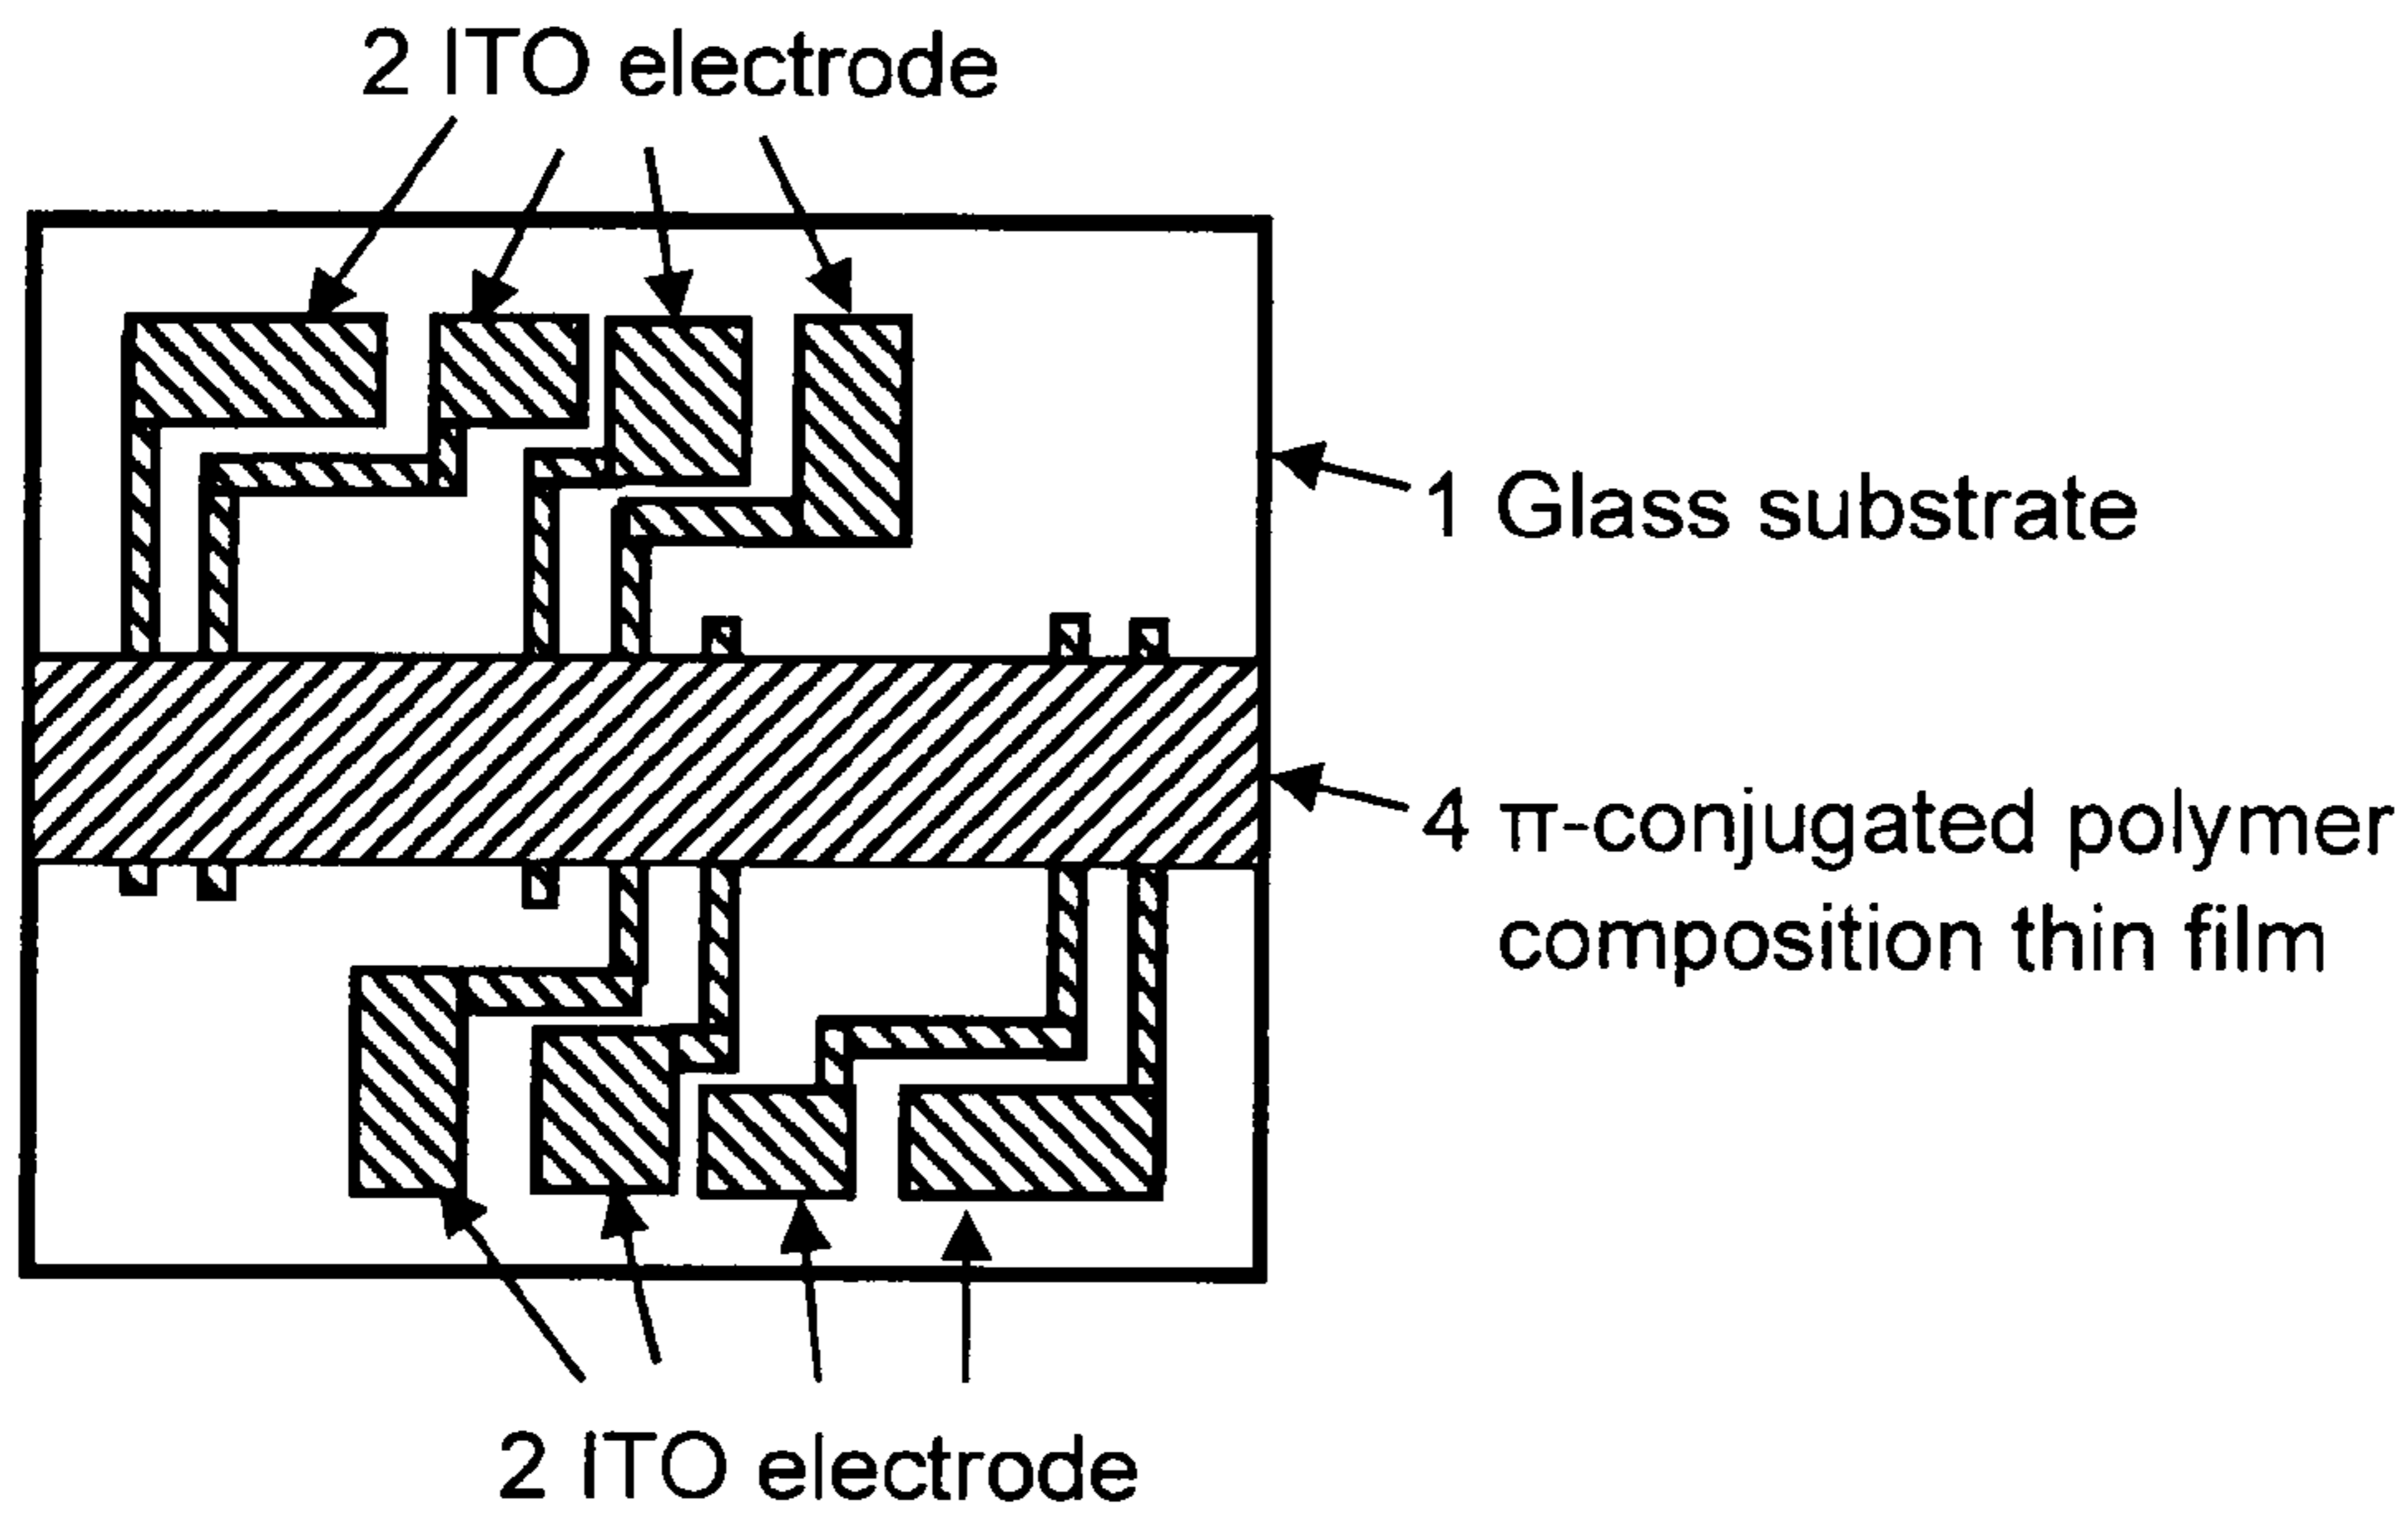 2 ITO electrode
1 Glass substrate
4 π-conjugated polymer
composition thin film
2 ITO electrode